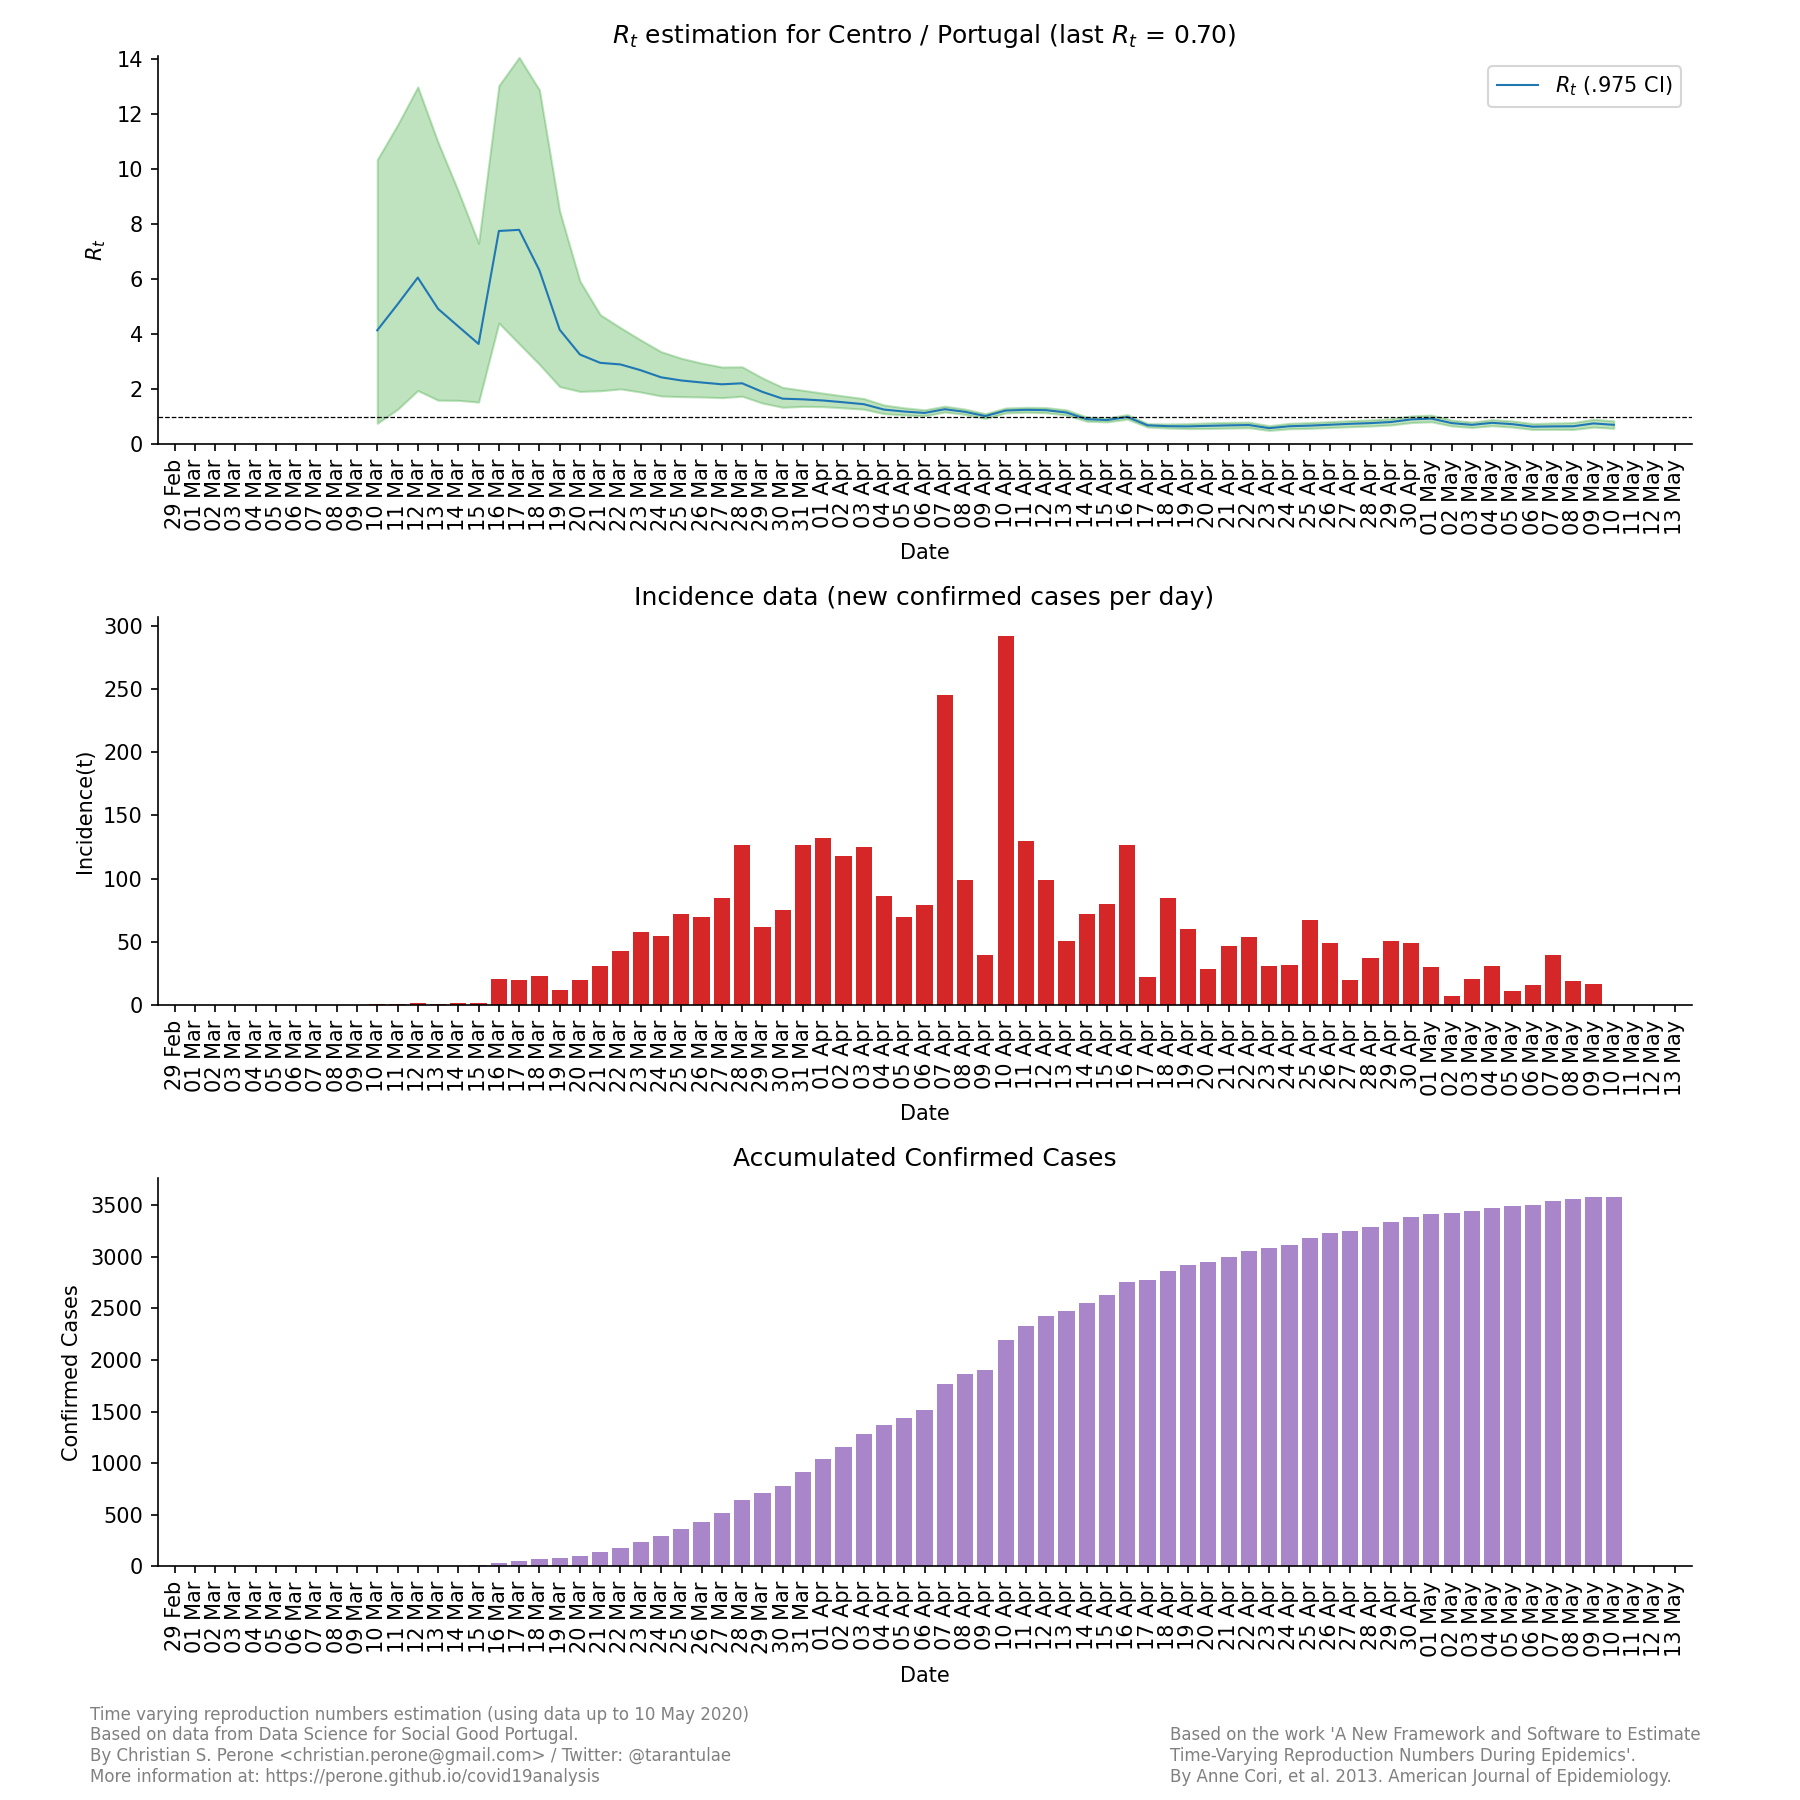 Rt estimation for Centro / Portugal (last Rt = 0.70)
14
12
10
8
6
4
2
0
Rt
Rt (.975 CI)
29 Feb 01 Mar 02 Mar 03 Mar 04 Mar 05 Mar 06 Mar 07 Mar 08 Mar 09 Mar 10 Mar 11 Mar 12 Mar 13 Mar 14 Mar 15 Mar 16 Mar 17 Mar 18 Mar 19 Mar 20 Mar 21 Mar 22 Mar 23 Mar 24 Mar 25 Mar 26 Mar 27 Mar 28 Mar 29 Mar 30 Mar 31 Mar 01 Apr 02 Apr 03 Apr 04 Apr 05 Apr 06 Apr 07 Apr 08 Apr 09 Apr 10 Apr 11 Apr 12 Apr 13 Apr 14 Apr 15 Apr 16 Apr 17 Apr 18 Apr 19 Apr 20 Apr 21 Apr 22 Apr 23 Apr 24 Apr 25 Apr 26 Apr 27 Apr 28 Apr 29 Apr 30 Apr 01 May 02 May 03 May 04 May 05 May 06 May 07 May 08 May 09 May 10 May 11 May 12 May 13 May
Date
Incidence data (new confirmed cases per day)
300
250
200
150
100
50
0
Incidence(t)
29 Feb 01 Mar 02 Mar 03 Mar 04 Mar 05 Mar 06 Mar 07 Mar 08 Mar 09 Mar 10 Mar 11 Mar 12 Mar 13 Mar 14 Mar 15 Mar 16 Mar 17 Mar 18 Mar 19 Mar 20 Mar 21 Mar 22 Mar 23 Mar 24 Mar 25 Mar 26 Mar 27 Mar 28 Mar 29 Mar 30 Mar 31 Mar 01 Apr 02 Apr 03 Apr 04 Apr 05 Apr 06 Apr 07 Apr 08 Apr 09 Apr 10 Apr 11 Apr 12 Apr 13 Apr 14 Apr 15 Apr 16 Apr 17 Apr 18 Apr 19 Apr 20 Apr 21 Apr 22 Apr 23 Apr 24 Apr 25 Apr 26 Apr 27 Apr 28 Apr 29 Apr 30 Apr 01 May 02 May 03 May 04 May 05 May 06 May 07 May 08 May 09 May 10 May 11 May 12 May 13 May
Date
Accumulated Confirmed Cases
3500
3000
2500
2000
1500
1000
500
0
Confirmed Cases
29 Feb 01 Mar 02 Mar 03 Mar 04 Mar 05 Mar 06 Mar 07 Mar 08 Mar 09 Mar 10 Mar 11 Mar 12 Mar 13 Mar 14 Mar 15 Mar 16 Mar 17 Mar 18 Mar 19 Mar 20 Mar 21 Mar 22 Mar 23 Mar 24 Mar 25 Mar 26 Mar 27 Mar 28 Mar 29 Mar 30 Mar 31 Mar 01 Apr 02 Apr 03 Apr 04 Apr 05 Apr 06 Apr 07 Apr 08 Apr 09 Apr 10 Apr 11 Apr 12 Apr 13 Apr 14 Apr 15 Apr 16 Apr 17 Apr 18 Apr 19 Apr 20 Apr 21 Apr 22 Apr 23 Apr 24 Apr 25 Apr 26 Apr 27 Apr 28 Apr 29 Apr 30 Apr 01 May 02 May 03 May 04 May 05 May 06 May 07 May 08 May 09 May 10 May 11 May 12 May 13 May
Date
Time varying reproduction numbers estimation (using data up to 10 May 2020)
Based on data from Data Science for Social Good Portugal.
By Christian S. Perone <christian.perone@gmail.com> / Twitter: @tarantulae
More information at: https://perone.github.io/covid19analysis
Based on the work 'A New Framework and Software to Estimate
Time-Varying Reproduction Numbers During Epidemics'.
By Anne Cori, et al. 2013. American Journal of Epidemiology.